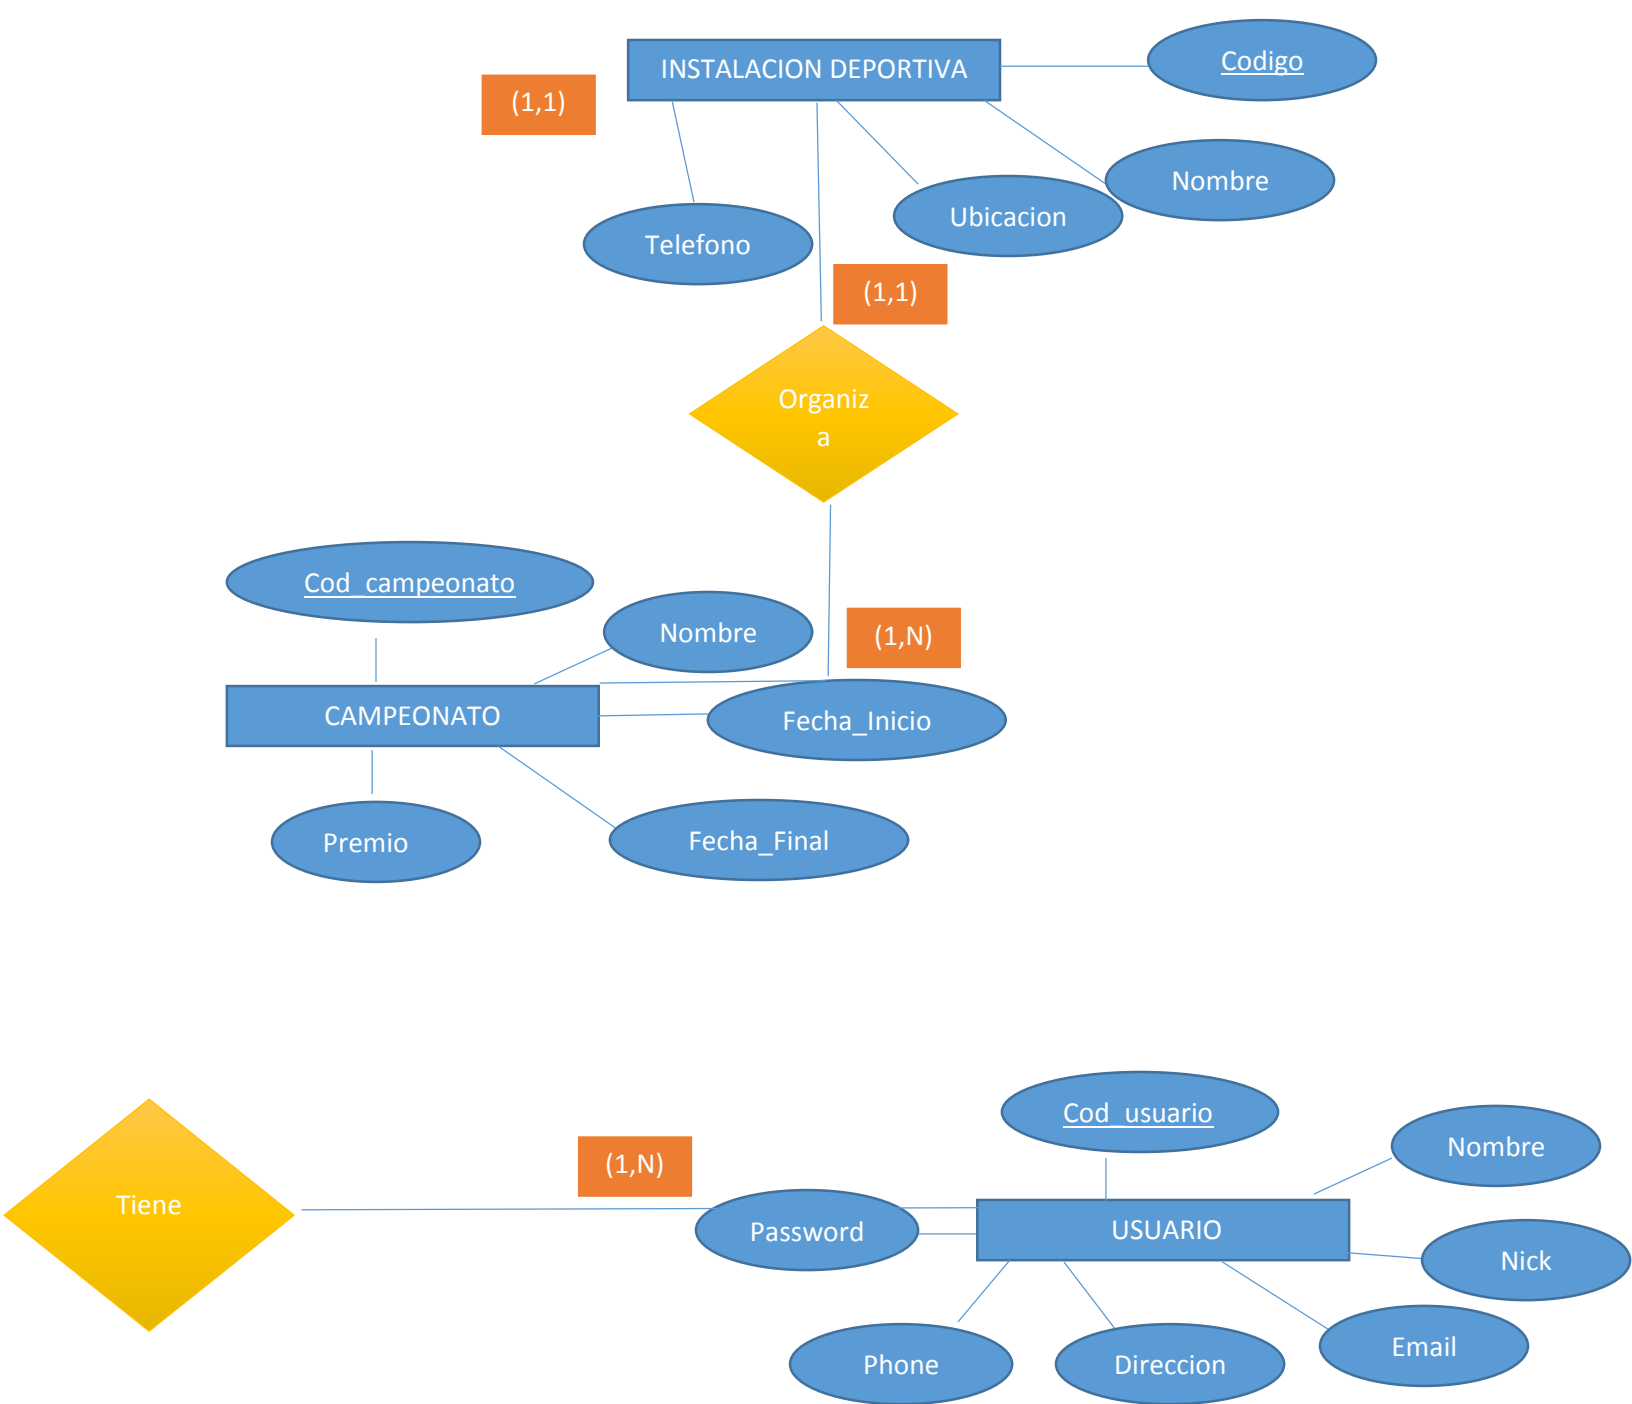 INSTALACION DEPORTIVA
Codigo
(1,1)
Nombre
Ubicacion
Telefono
(1,1)
Organiz
a
Cod_campeonato
Nombre
(1,N)
CAMPEONATO
Fecha_Inicio
Premio
Fecha_Final
Cod_usuario
Nombre
(1,N)
Tiene
Password
USUARIO
Nick
Email
Phone
Direccion